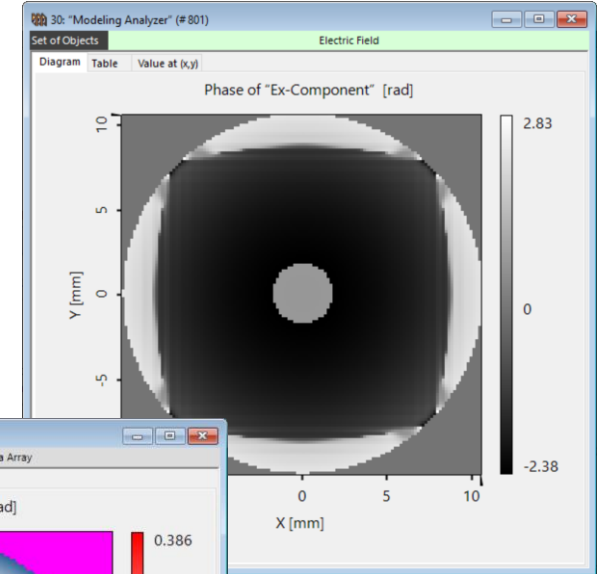 30: "Modeling Analyzer" (#801)
Set of Objects Electric Field
Diagram Table Value at (x,y)
Phase of "Ex-Component" [rad]
2.83
0
-2.38
Y [mm]
10
5
0
-5
0 5 10
X [mm]
a Array
ad]
0.386